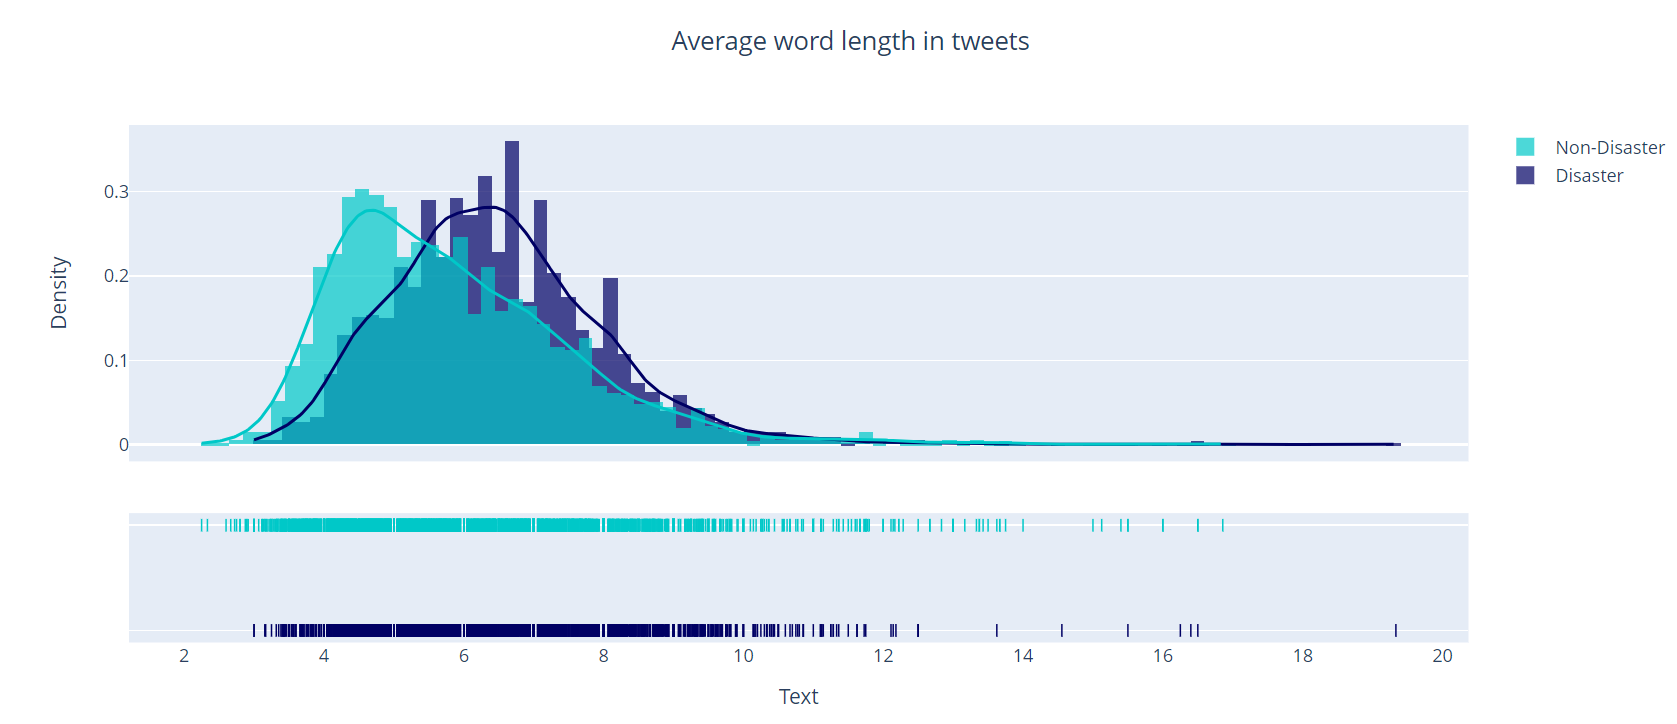 Average word length in tweets
Non-Disaster
Disaster
Density
0.3
0.2
0.1
0
2 4 6 8 10 12 14 16 18 20
Text